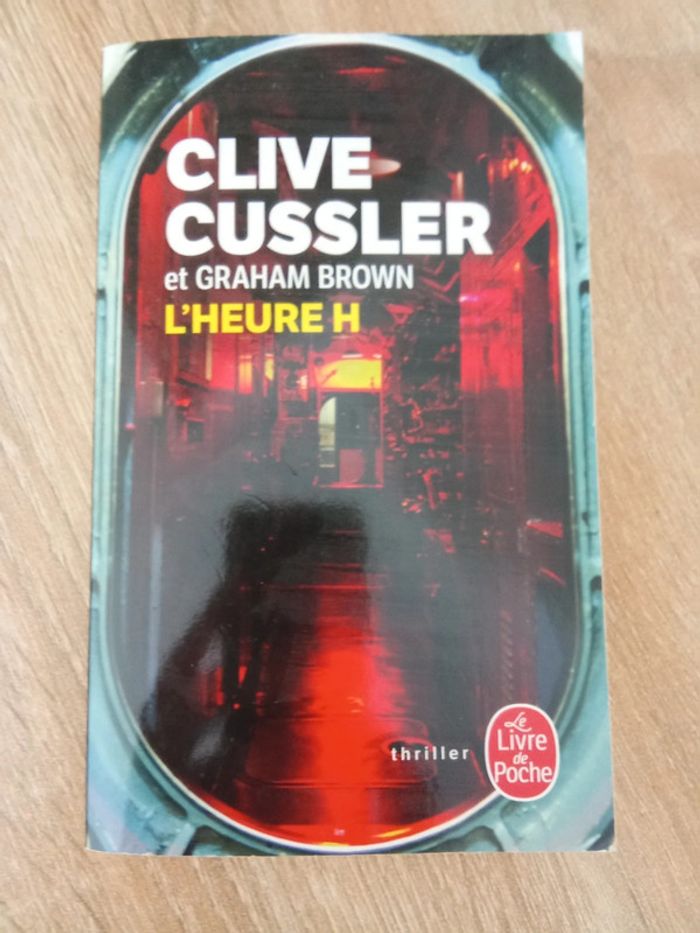 CLIVE
CUSSLER
et GRAHAM BROWN
L'HEURE H
thriller
Le
Livre
de
Poche